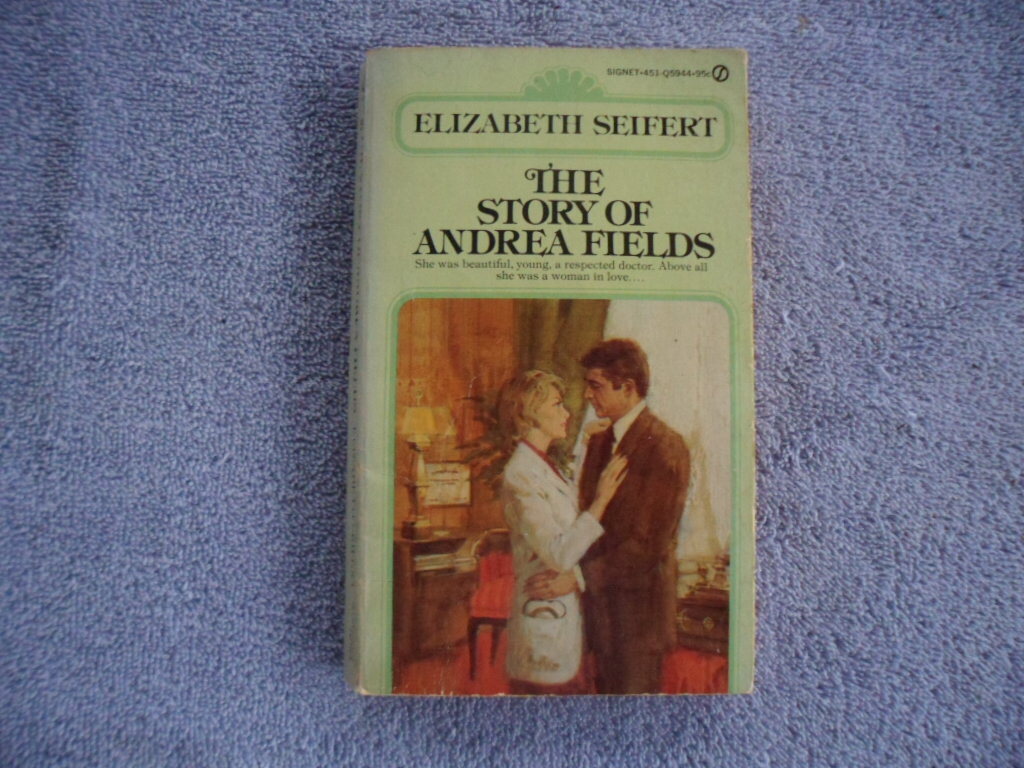 SIGNET•451-Q5944•95c
ELIZABETH SEIFERT
THE
STORY OF
ANDREA FIELDS
She was beautiful, young, a respected doctor. Above all
she was a woman in love....